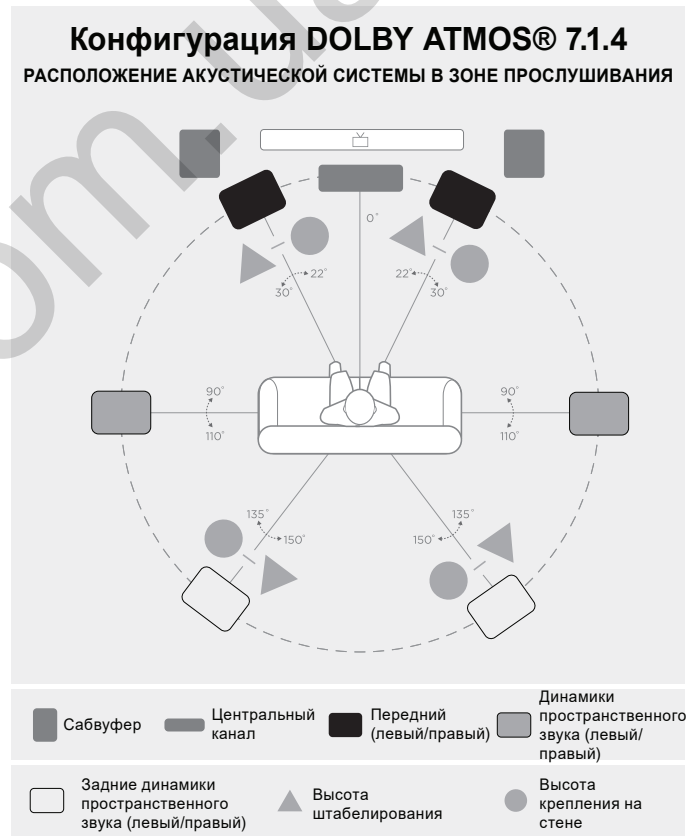 Конфигурация DOLBY ATMOS® 7.1.4
РАСПОЛОЖЕНИЕ АКУСТИЧЕСКОЙ СИСТЕМЫ В ЗОНЕ ПРОСЛУШИВАНИЯ
0°
22° 22°
30° 30°
90° 90°
110° 110°
135° 135°
150° 150°
Сабвуфер
Центральный
канал
Передний
(левый/правый)
Динамики
пространственного
звука (левый/
правый)
Задние динамики
пространственного
звука (левый/правый)
Высота
штабелирования
Высота
крепления на
стене
om.ua